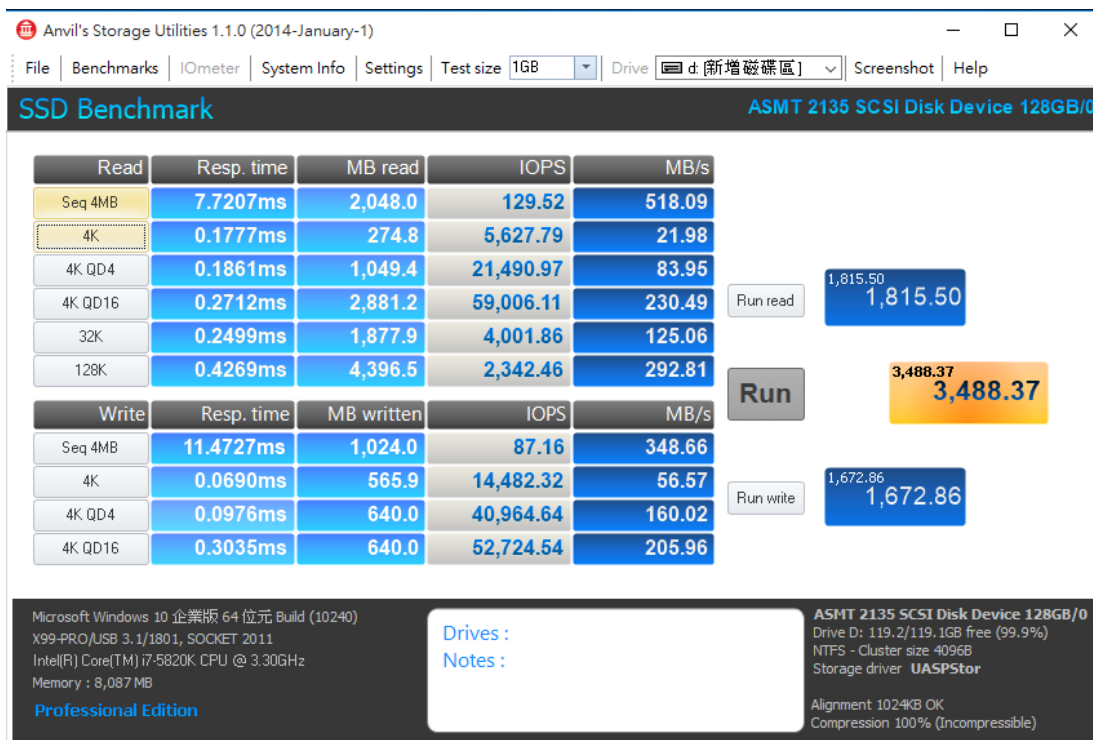 Anvil's Storage Utilities 1.1.0 (2014-January-1)
File Benchmarks IOmeter System Info Settings Test size 1GB Drive d: [新增磁碟區] Screenshot Help
SSD Benchmark ASMT 2135 SCSI Disk Device 128GB/0
Read Resp. time MB read IOPS MB/s
Seq 4MB 7.7207ms 2,048.0 129.52 518.09
4K 0.1777ms 274.8 5,627.79 21.98
4K QD4 0.1861ms 1,049.4 21,490.97 83.95
4K QD16 0.2712ms 2,881.2 59,006.11 230.49
32K 0.2499ms 1,877.9 4,001.86 125.06
128K 0.4269ms 4,396.5 2,342.46 292.81
Run read
1,815.50
1,815.50
Run
3,488.37
3,488.37
Write Resp. time MB written IOPS MB/s
Seq 4MB 11.4727ms 1,024.0 87.16 348.66
4K 0.0690ms 565.9 14,482.32 56.57
4K QD4 0.0976ms 640.0 40,964.64 160.02
4K QD16 0.3035ms 640.0 52,724.54 205.96
Run write
1,672.86
1,672.86
Microsoft Windows 10 企業版 64 位元 Build (10240)
X99-PRO/USB 3.1/1801, SOCKET 2011
Intel(R) Core(TM) i7-5820K CPU @ 3.30GHz
Memory : 8,087 MB
Professional Edition
Drives :
Notes :
ASMT 2135 SCSI Disk Device 128GB/0
Drive D: 119.2/119.1GB free (99.9%)
NTFS - Cluster size 4096B
Storage driver UASPStor
Alignment 1024KB OK
Compression 100% (Incompressible)